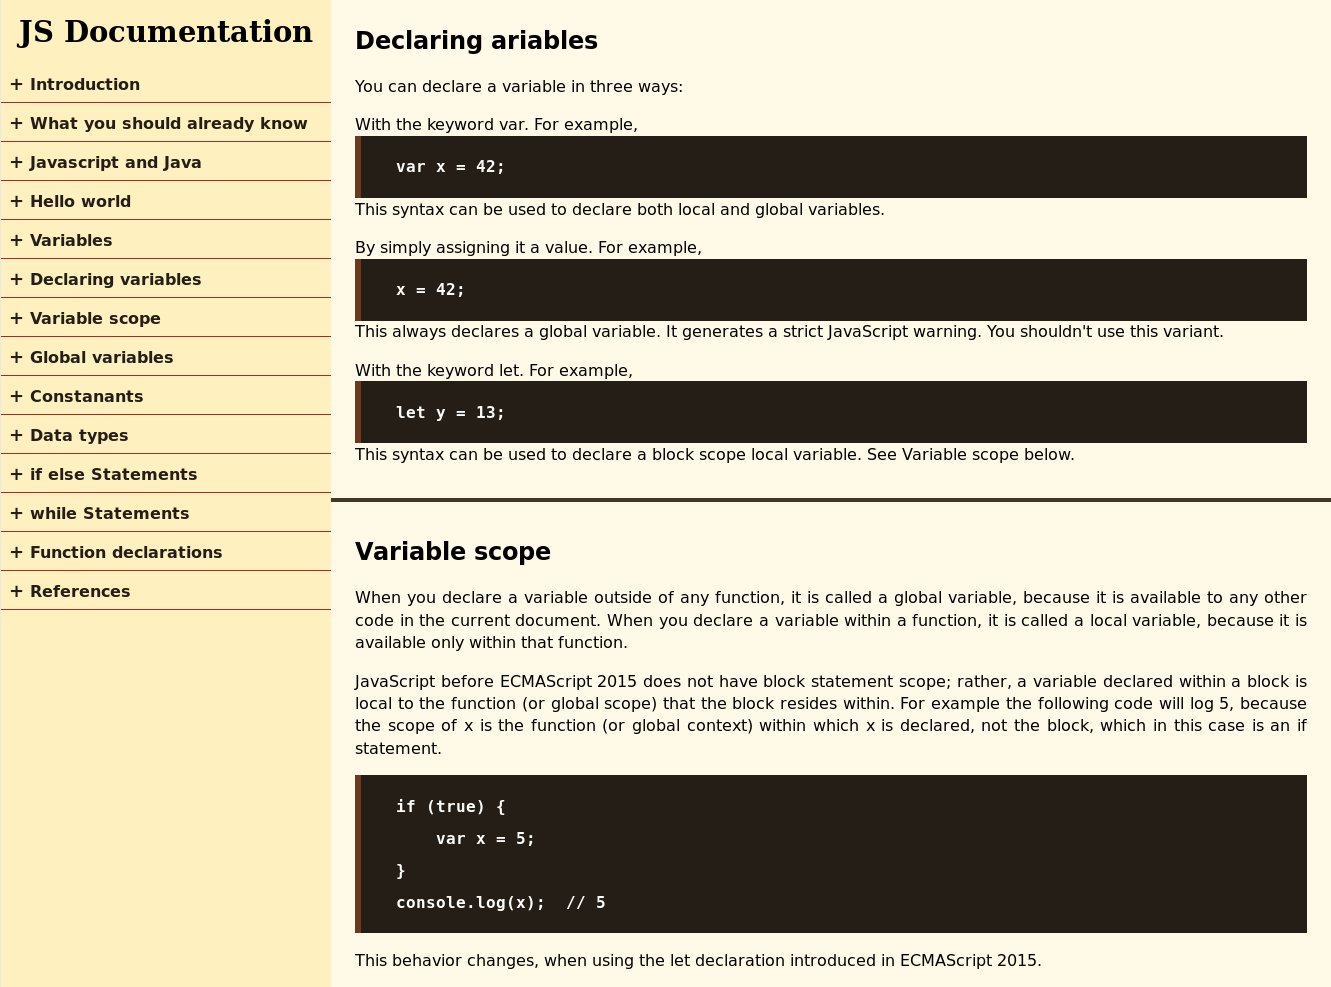 JS Documentation
+ Introduction
+ What you should already know
+ Javascript and Java
+ Hello world
+ Variables
+ Declaring variables
+ Variable scope
+ Global variables
+ Constanants
+ Data types
+ if else Statements
+ while Statements
+ Function declarations
+ References
Declaring ariables
You can declare a variable in three ways:
With the keyword var. For example,
var x = 42;
This syntax can be used to declare both local and global variables.
By simply assigning it a value. For example,
x = 42;
This always declares a global variable. It generates a strict JavaScript warning. You shouldn't use this variant.
With the keyword let. For example,
let y = 13;
This syntax can be used to declare a block scope local variable. See Variable scope below.
Variable scope
When you declare a variable outside of any function, it is called a global variable, because it is available to any other
code in the current document. When you declare a variable within a function, it is called a local variable, because it is
available only within that function.
JavaScript before ECMAScript 2015 does not have block statement scope; rather, a variable declared within a block is
local to the function (or global scope) that the block resides within. For example the following code will log 5, because
the scope of x is the function (or global context) within which x is declared, not the block, which in this case is an if
statement.
if (true) {
    var x = 5;
}
console.log(x);  // 5
This behavior changes, when using the let declaration introduced in ECMAScript 2015.